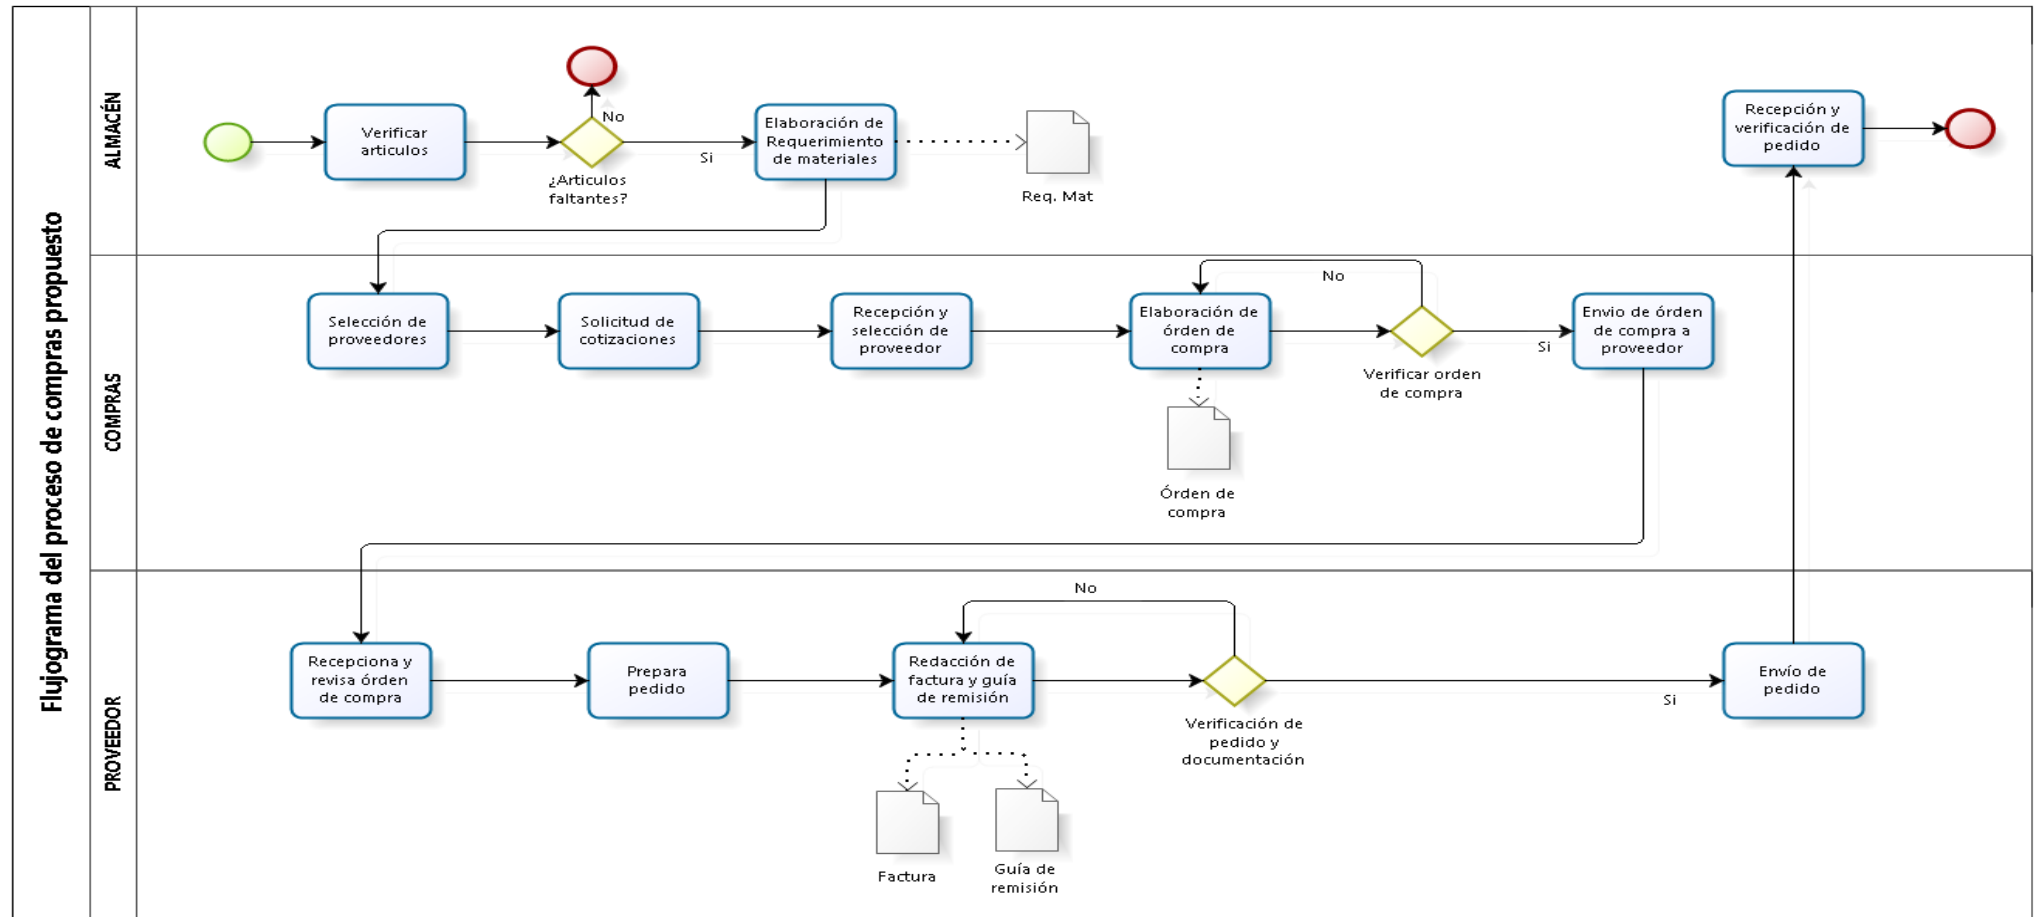 Flujograma del proceso de compras propuesto
ALMACÉN
Verificar
articulos
No
¿Articulos
faltantes?
Si
Elaboración de
Requerimiento
de materiales
Req. Mat
Recepción y
verificación de
pedido
COMPRAS
Selección de
proveedores
Solicitud de
cotizaciones
Recepción y
selección de
proveedor
Elaboración de
órden de
compra
Órden de
compra
No
Verificar orden
de compra
Si
Envio de órden
de compra a
proveedor
PROVEEDOR
Recepciona y
revisa órden
de compra
Prepara
pedido
Redacción de
factura y guía
de remisión
Factura
Guía de
remisión
No
Verificación de
pedido y
documentación
Si
Envío de
pedido